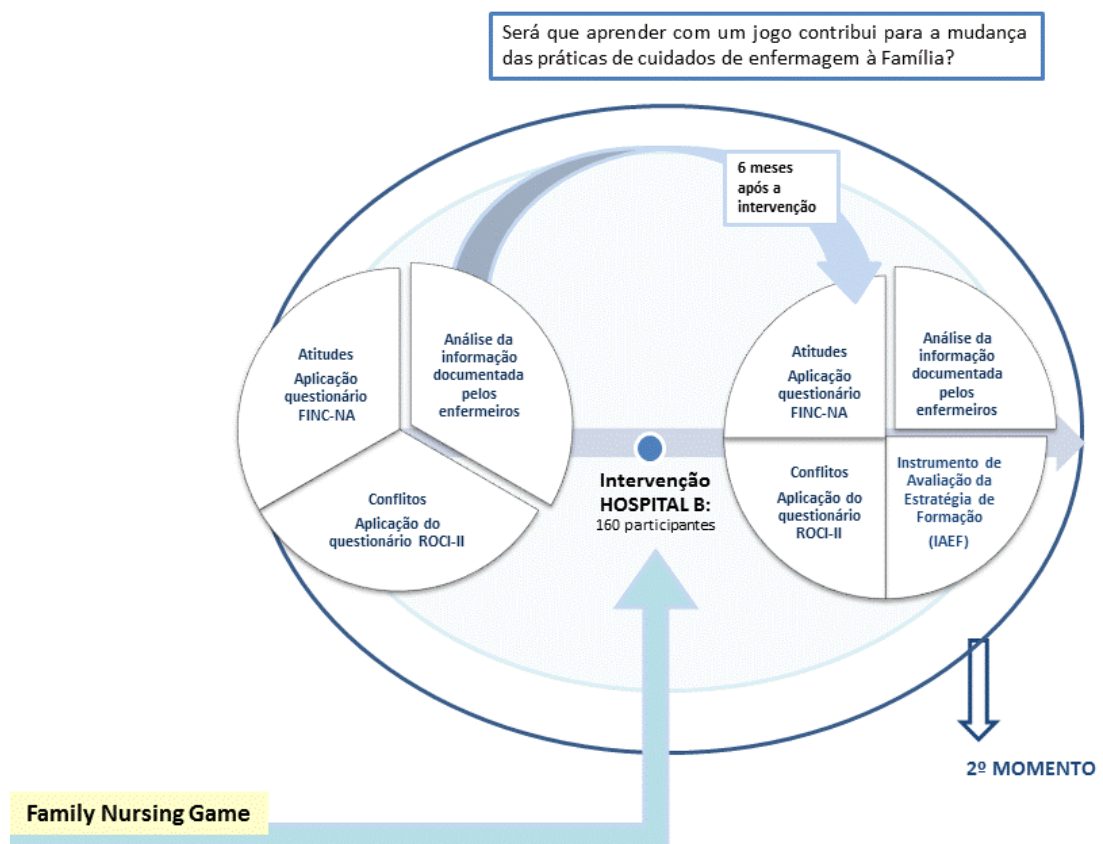 Será que aprender com um jogo contribui para a mudança
das práticas de cuidados de enfermagem à Família?
6 meses
após a
intervenção
Atitudes
Aplicação
questionário
FINC-NA
Análise da
informação
documentada
pelos
enfermeiros
Conflitos
Aplicação do
questionário ROCI-II
Intervenção
HOSPITAL B:
160 participantes
Atitudes
Aplicação
questionário
FINC-NA
Análise da
informação
documentada
pelos
enfermeiros
Conflitos
Aplicação do
questionário
ROCI-II
Instrumento de
Avaliação da
Estratégia de
Formação
(IAEF)
2º MOMENTO
Family Nursing Game